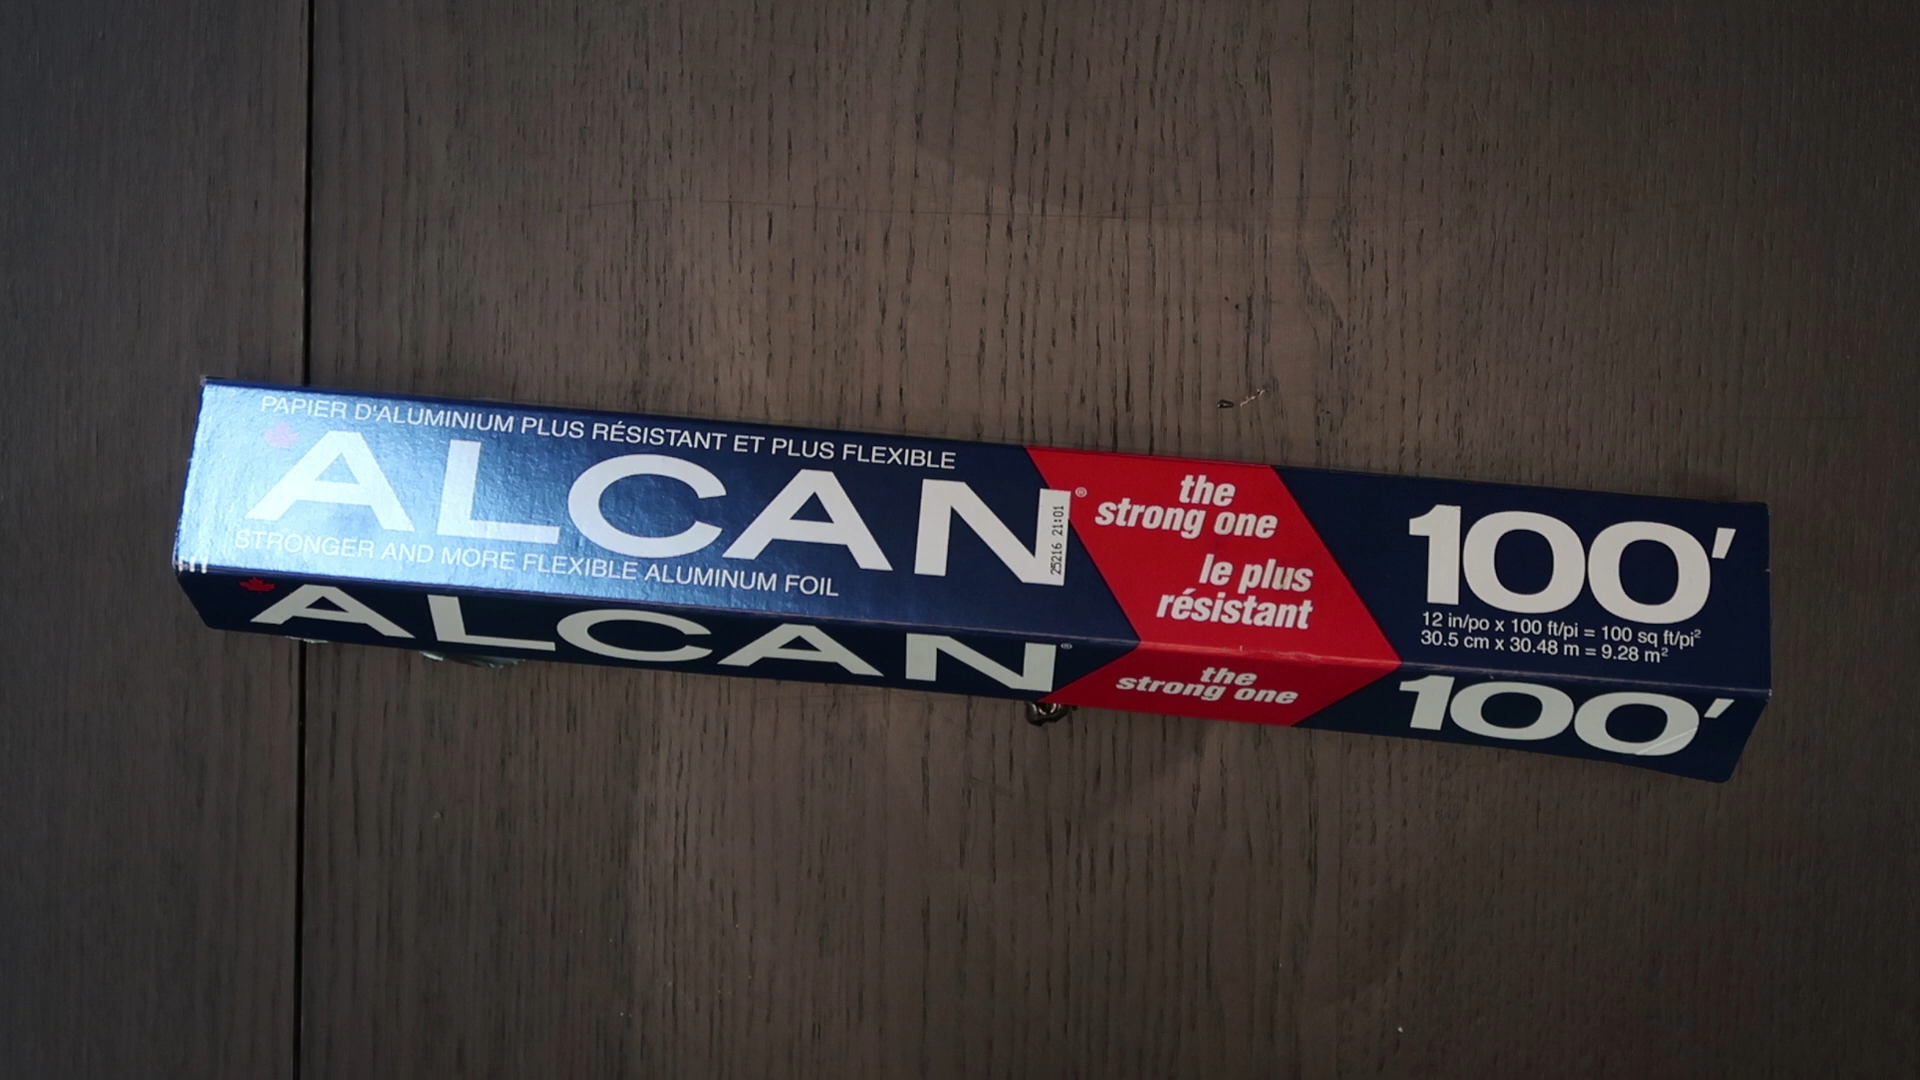 PAPIER D'ALUMINIUM PLUS RÉSISTANT ET PLUS FLEXIBLE
ALCAN®
25216 21:01
STRONGER AND MORE FLEXIBLE ALUMINUM FOIL
the
strong one
le plus
résistant
100'
12 in/po x 100 ft/pi = 100 sq ft/pi²
30.5 cm x 30.48 m = 9.28 m²
ALCAN®
the
strong one
100'